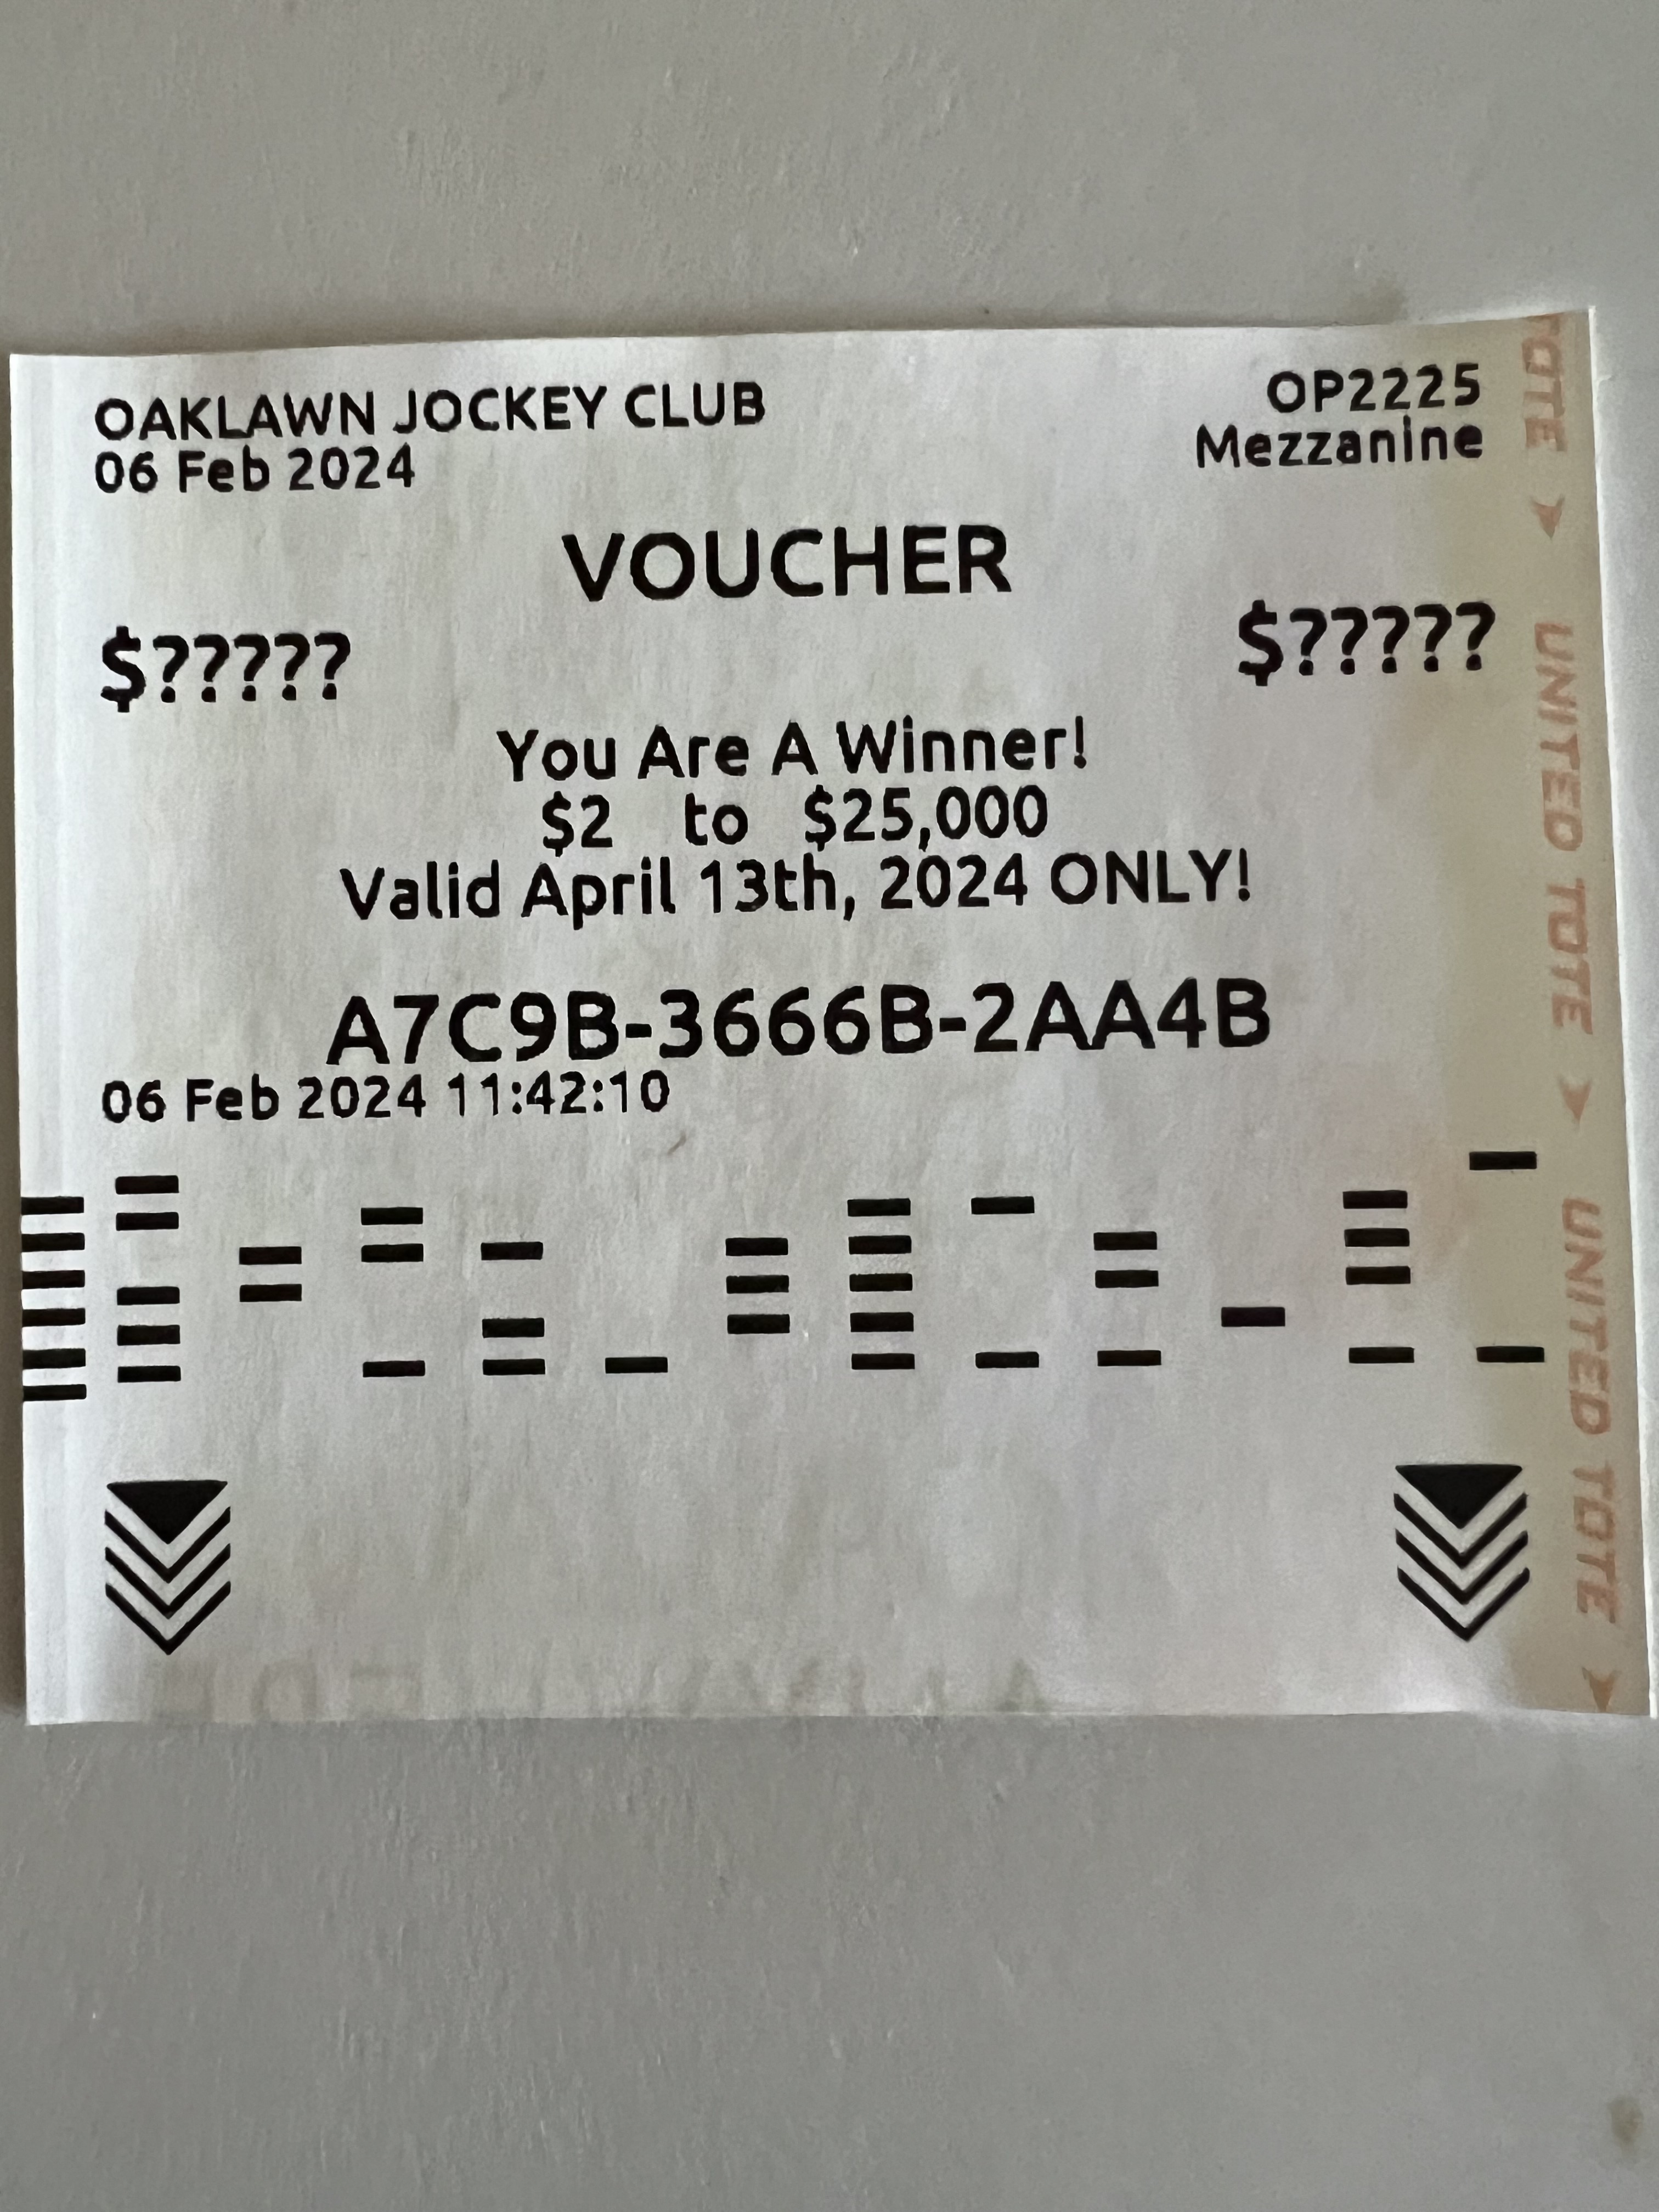 OAKLAWN JOCKEY CLUB
06 Feb 2024
OP2225
Mezzanine
VOUCHER
$????? $?????
You Are A Winner!
$2 to $25,000
Valid April 13th, 2024 ONLY!
A7C9B-3666B-2AA4B
06 Feb 2024 11:42:10
TOTE
UNITED TOTE
UNITED TOTE